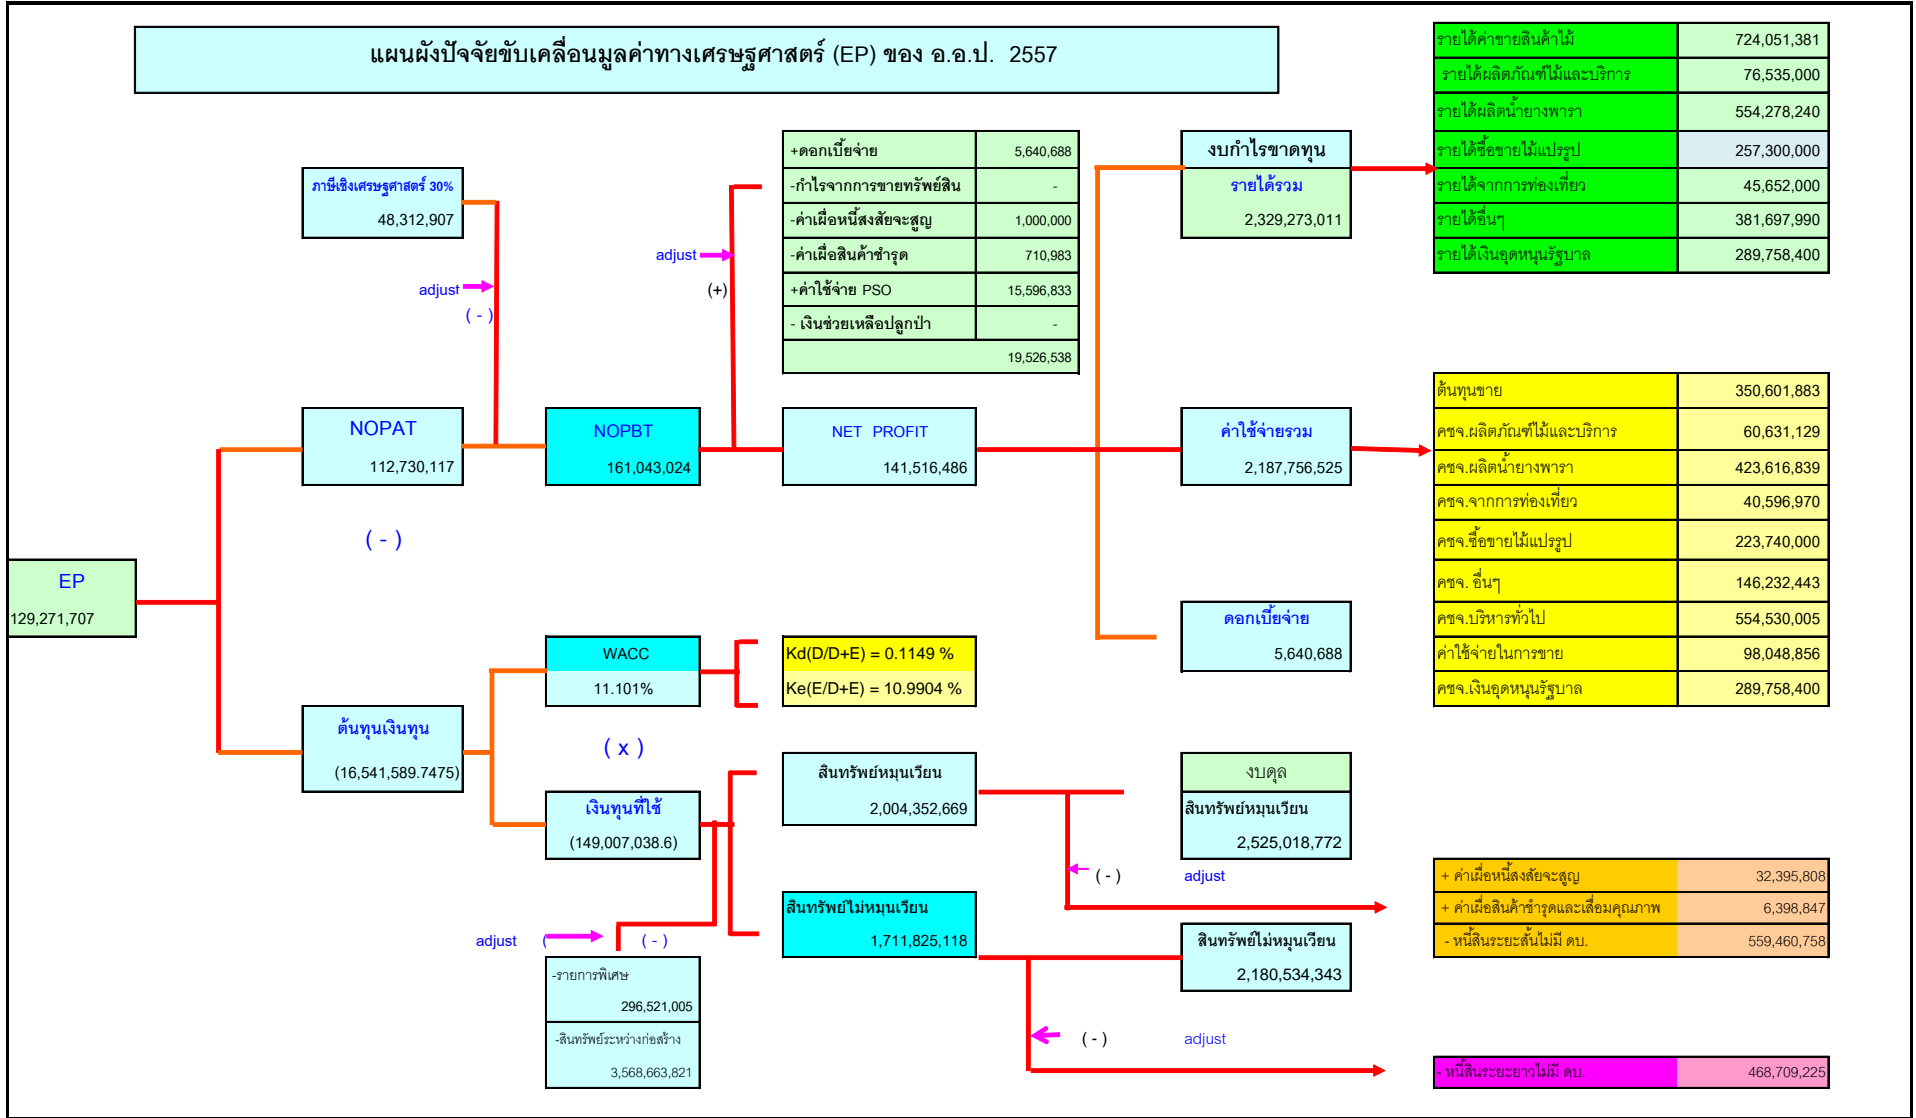 แผนผังปัจจัยขับเคลื่อนมูลค่าทางเศรษฐศาสตร์ (EP) ของ อ.อ.ป. 2557
รายได้ค่าขายสินค้าไม้ 724,051,381
รายได้ผลิตภัณฑ์ไม้และบริการ 76,535,000
รายได้ผลิตน้ำยางพารา 554,278,240
รายได้ซื้อขายไม้แปรรูป 257,300,000
รายได้จากการท่องเที่ยว 45,652,000
รายได้อื่นๆ 381,697,990
รายได้เงินอุดหนุนรัฐบาล 289,758,400
งบกำไรขาดทุน
รายได้รวม
2,329,273,011
+ดอกเบี้ยจ่าย 5,640,688
-กำไรจากการขายทรัพย์สิน -
-ค่าเผื่อหนี้สงสัยจะสูญ 1,000,000
-ค่าเผื่อสินค้าชำรุด 710,983
+ค่าใช้จ่าย PSO 15,596,833
- เงินช่วยเหลือปลูกป่า -
19,526,538
adjust
(+)
ภาษีเชิงเศรษฐศาสตร์ 30%
48,312,907
adjust
( - )
NOPAT
112,730,117
NOPBT
161,043,024
NET PROFIT
141,516,486
ค่าใช้จ่ายรวม
2,187,756,525
ต้นทุนขาย 350,601,883
คชจ.ผลิตภัณฑ์ไม้และบริการ 60,631,129
คชจ.ผลิตน้ำยางพารา 423,616,839
คชจ.จากการท่องเที่ยว 40,596,970
คชจ.ซื้อขายไม้แปรรูป 223,740,000
คชจ. อื่นๆ 146,232,443
คชจ.บริหารทั่วไป 554,530,005
ค่าใช้จ่ายในการขาย 98,048,856
คชจ.เงินอุดหนุนรัฐบาล 289,758,400
( - )
EP
129,271,707
ดอกเบี้ยจ่าย
5,640,688
WACC
11.101%
Kd(D/D+E) = 0.1149 %
Ke(E/D+E) = 10.9904 %
ต้นทุนเงินทุน
(16,541,589.7475)
( x )
เงินทุนที่ใช้
(149,007,038.6)
สินทรัพย์หมุนเวียน
2,004,352,669
งบดุล
สินทรัพย์หมุนเวียน
2,525,018,772
( - )
adjust
+ ค่าเผื่อหนี้สงสัยจะสูญ 32,395,808
+ ค่าเผื่อสินค้าชำรุดและเสื่อมคุณภาพ 6,398,847
- หนี้สินระยะสั้นไม่มี ดบ. 559,460,758
สินทรัพย์ไม่หมุนเวียน
1,711,825,118
สินทรัพย์ไม่หมุนเวียน
2,180,534,343
adjust ( ( - )
-รายการพิเศษ
296,521,005
-สินทรัพย์ระหว่างก่อสร้าง
3,568,663,821
( - )
adjust
- หนี้สินระยะยาวไม่มี ดบ. 468,709,225